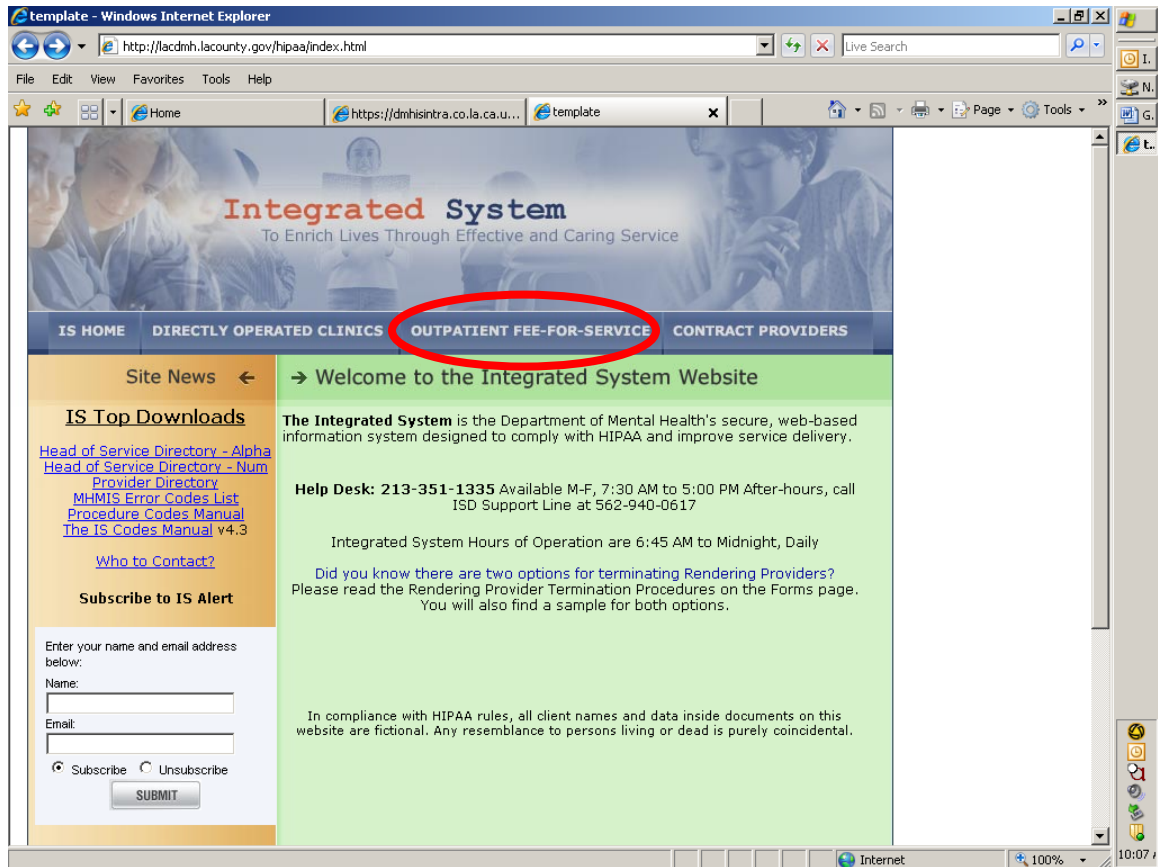 template - Windows Internet Explorer
http://lacdmh.lacounty.gov/hipaa/index.html
Live Search
File Edit View Favorites Tools Help
Home
https://dmhisintra.co.la.ca.u...
template
Page
Tools
I.
N.
G.
t..
Integrated System
To Enrich Lives Through Effective and Caring Service
IS HOME DIRECTLY OPERATED CLINICS OUTPATIENT FEE-FOR-SERVICE CONTRACT PROVIDERS
Site News
IS Top Downloads
Head of Service Directory - Alpha
Head of Service Directory - Num
Provider Directory
MHMIS Error Codes List
Procedure Codes Manual
The IS Codes Manual v4.3
Who to Contact?
Subscribe to IS Alert
Enter your name and email address
below:
Name:
Email:
Subscribe Unsubscribe
SUBMIT
Welcome to the Integrated System Website
The Integrated System is the Department of Mental Health's secure, web-based
information system designed to comply with HIPAA and improve service delivery.
Help Desk: 213-351-1335 Available M-F, 7:30 AM to 5:00 PM After-hours, call
ISD Support Line at 562-940-0617
Integrated System Hours of Operation are 6:45 AM to Midnight, Daily
Did you know there are two options for terminating Rendering Providers?
Please read the Rendering Provider Termination Procedures on the Forms page.
You will also find a sample for both options.
In compliance with HIPAA rules, all client names and data inside documents on this
website are fictional. Any resemblance to persons living or dead is purely coincidental.
Internet
100%
10:07